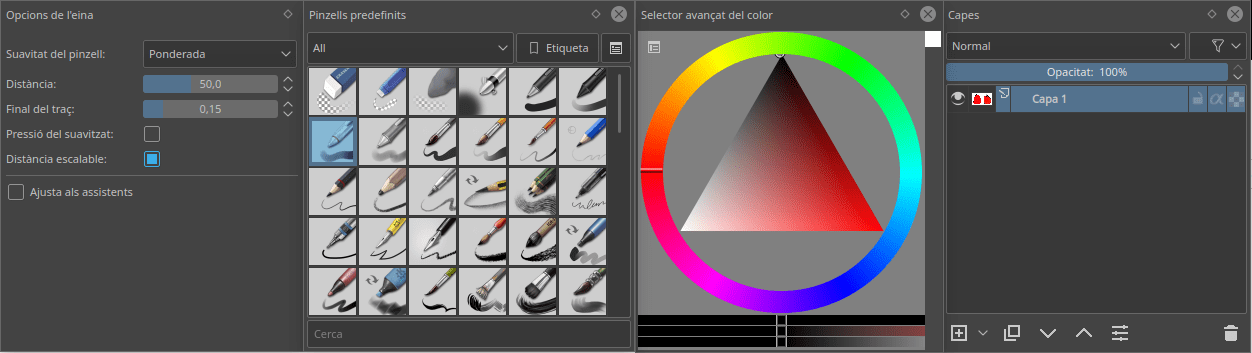 Opcions de l'eina
Pinzells predefinits
Selector avançat del color
Capes
Suavitat del pinzell: Ponderada
Distància: 50,0
Final del traç: 0,15
Pressió del suavitzat:
Distància escalable:
Ajusta als assistents
All
Etiqueta
Cerca
Normal
Opacitat: 100%
Capa 1